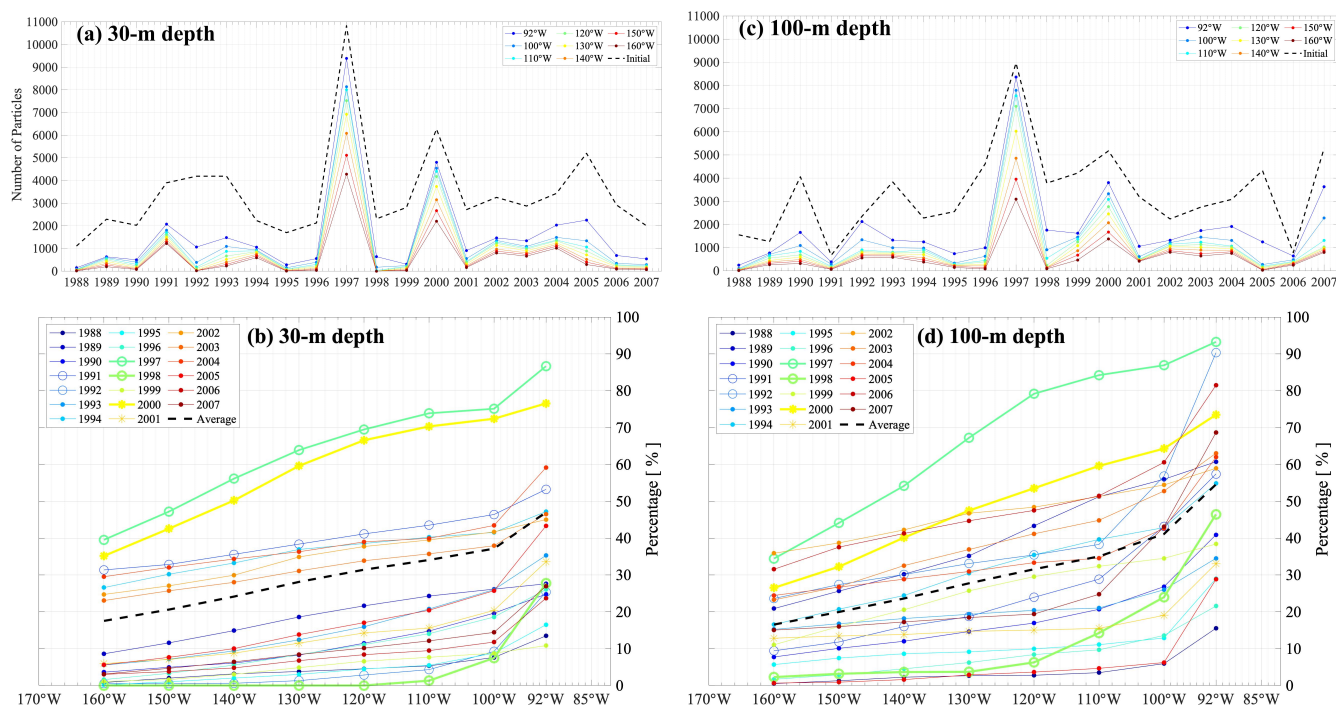 (a) 30-m depth
11000
10000
9000
8000
7000
6000
5000
4000
3000
2000
1000
0
Number of Particles
92°W 120°W 150°W
100°W 130°W 160°W
110°W 140°W Initial
1988 1989 1990 1991 1992 1993 1994 1995 1996 1997 1998 1999 2000 2001 2002 2003 2004 2005 2006 2007
(c) 100-m depth
11000
10000
9000
8000
7000
6000
5000
4000
3000
2000
1000
0
92°W 120°W 150°W
100°W 130°W 160°W
110°W 140°W Initial
1988 1989 1990 1991 1992 1993 1994 1995 1996 1997 1998 1999 2000 2001 2002 2003 2004 2005 2006 2007
(b) 30-m depth
1988 1995 2002
1989 1996 2003
1990 1997 2004
1991 1998 2005
1992 1999 2006
1993 2000 2007
1994 2001 Average
100
90
80
70
60
50
40
30
20
10
0
Percentage [ % ]
170°W 160°W 150°W 140°W 130°W 120°W 110°W 100°W 92°W 85°W
(d) 100-m depth
1988 1995 2002
1989 1996 2003
1990 1997 2004
1991 1998 2005
1992 1999 2006
1993 2000 2007
1994 2001 Average
100
90
80
70
60
50
40
30
20
10
0
Percentage [ % ]
170°W 160°W 150°W 140°W 130°W 120°W 110°W 100°W 92°W 85°W